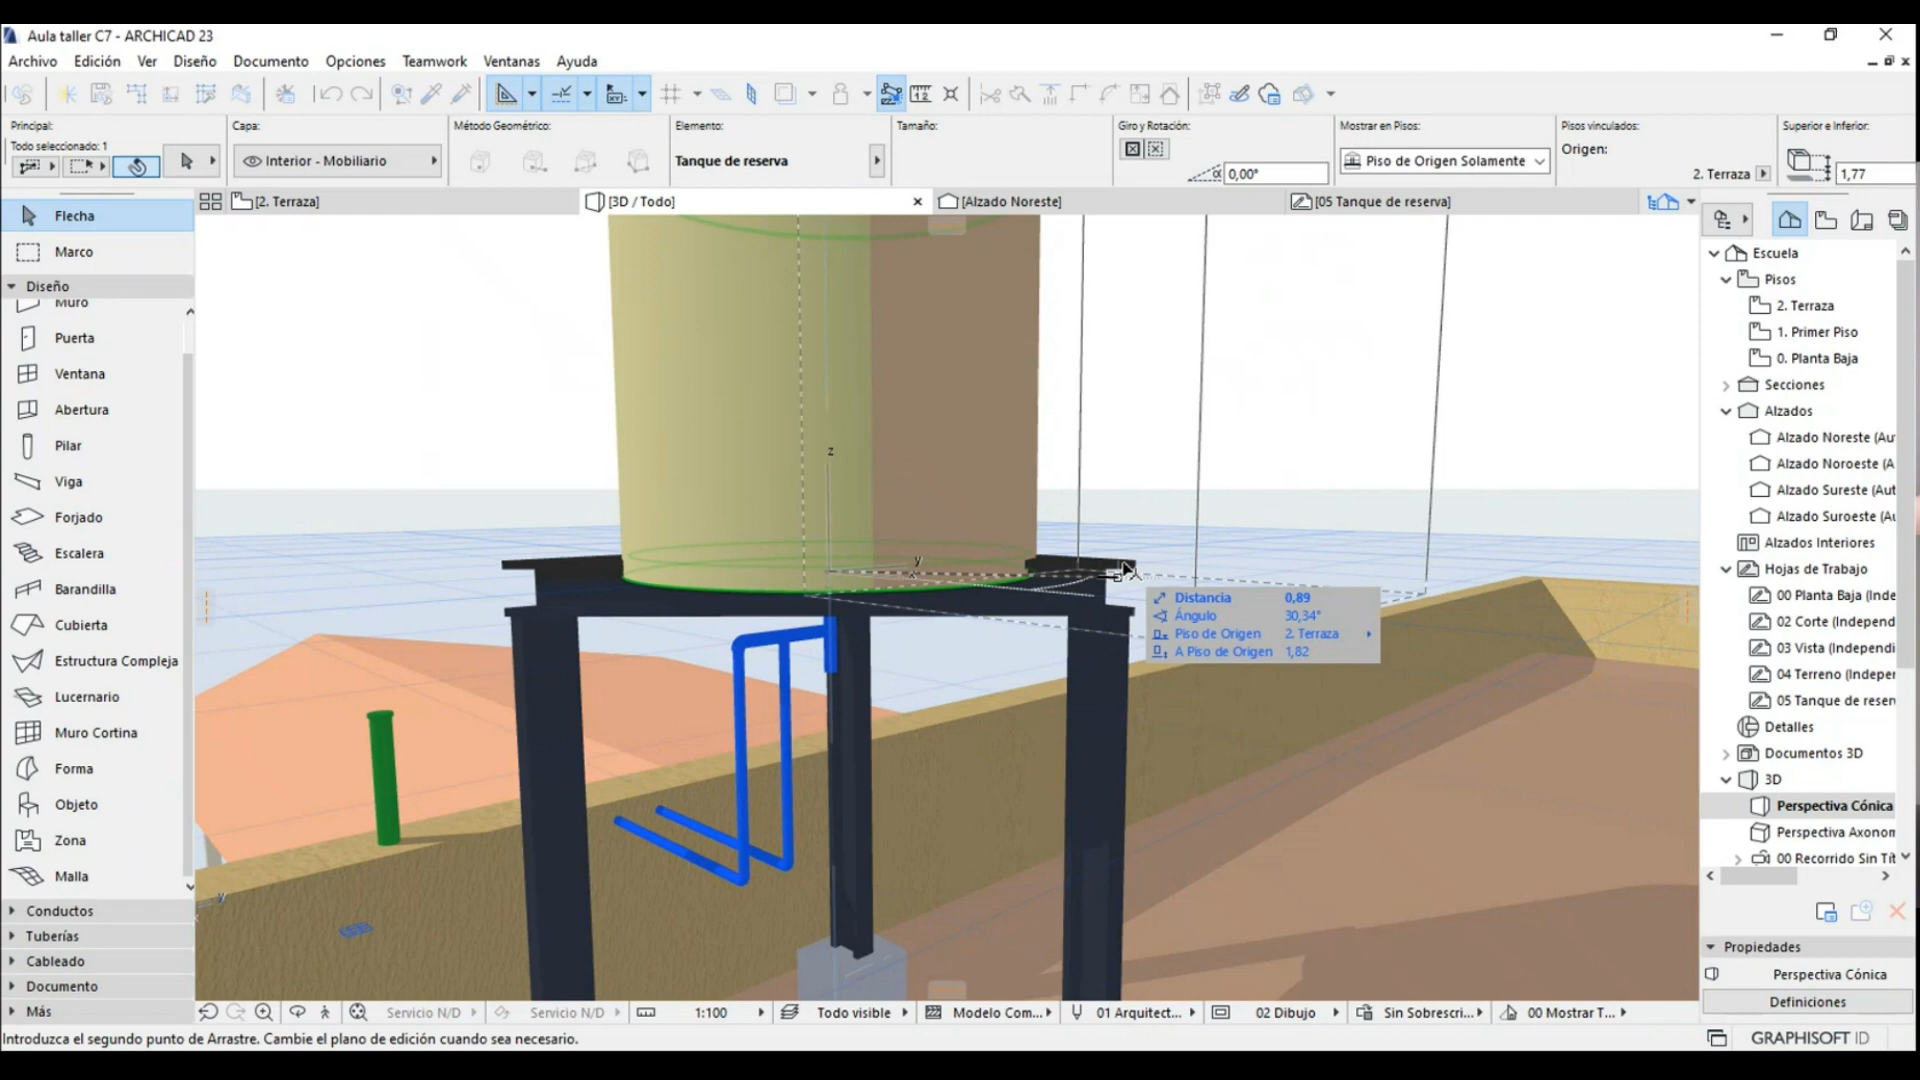 Aula taller C7 - ARCHICAD 23
Archivo Edición Ver Diseño Documento Opciones Teamwork Ventanas Ayuda
Principal: Capa: Método Geométrico: Elemento: Tamaño: Giro y Rotación: Mostrar en Pisos: Pisos vinculados: Superior e Inferior:
Todo seleccionado: 1 Origen:
Interior - Mobiliario Tanque de reserva Piso de Origen Solamente
α 0,00° 2. Terraza 1,77
[2. Terraza] [3D / Todo] [Alzado Noreste] [05 Tanque de reserva]
Flecha
Marco
Diseño
Muro
Puerta
Ventana
Abertura
Pilar
Viga
Forjado
Escalera
Barandilla
Cubierta
Estructura Compleja
Lucernario
Muro Cortina
Forma
Objeto
Zona
Malla
Conductos
Tuberías
Cableado
Documento
Más
z
y
x
y
Distancia 0,89
Ángulo 30,34°
Piso de Origen 2. Terraza
A Piso de Origen 1,82
Escuela
Pisos
2. Terraza
1. Primer Piso
0. Planta Baja
Secciones
Alzados
Alzado Noreste (Au
Alzado Noroeste (A
Alzado Sureste (Aut
Alzado Suroeste (Au
Alzados Interiores
Hojas de Trabajo
00 Planta Baja (Inde
02 Corte (Independ
03 Vista (Independi
04 Terreno (Indeper
05 Tanque de reser
Detalles
Documentos 3D
3D
Perspectiva Cónica
Perspectiva Axonom
00 Recorrido Sin Tít
Propiedades
Perspectiva Cónica
Definiciones
Servicio N/D Servicio N/D 1:100 Todo visible Modelo Com... 01 Arquitect... 02 Dibujo Sin Sobrescri... 00 Mostrar T...
Introduzca el segundo punto de Arrastre. Cambie el plano de edición cuando sea necesario.
GRAPHISOFT ID